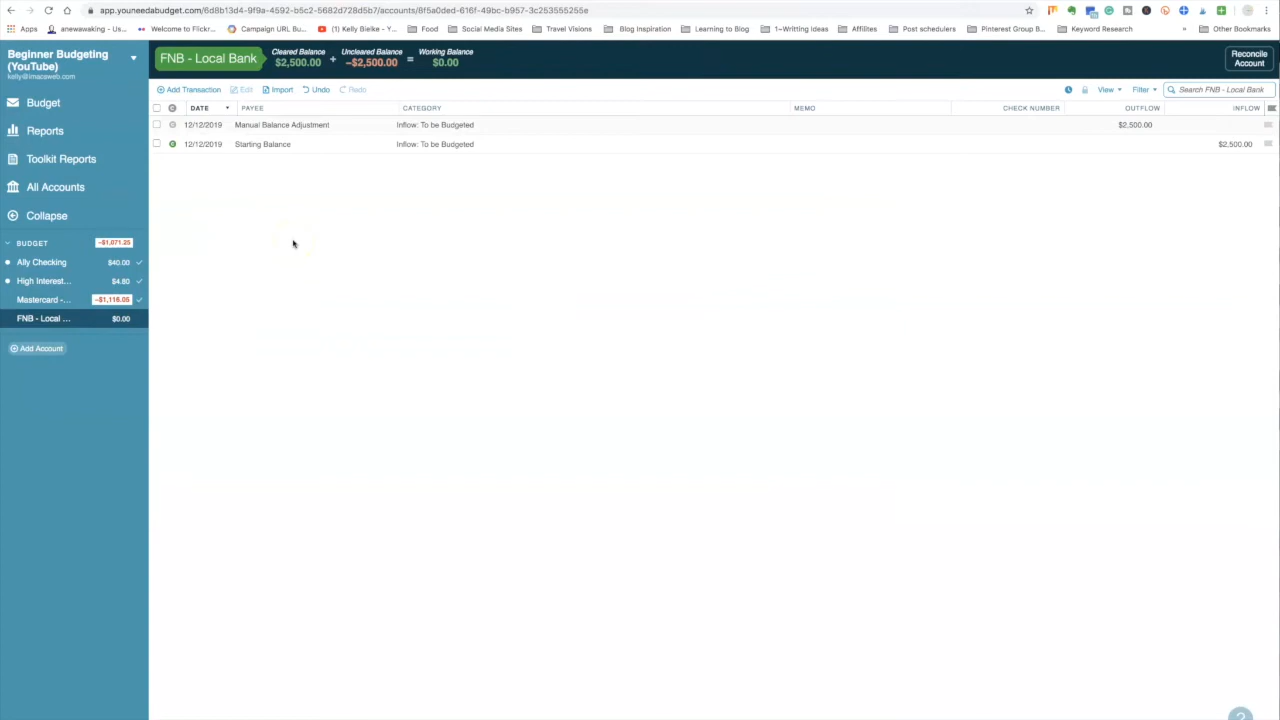 app.youneedabudget.com/6d8b13d4-9f9a-4592-b5c2-5682d728d5b7/accounts/8f5a0ded-616f-49bc-b957-3c253555255e
Apps anewawaking - Us... Welcome to Flickr... Campaign URL Bu... (1) Kelly Bielke - Y... Food Social Media Sites Travel Visions Blog Inspiration Learning to Blog 1~Writting Ideas Affilites Post schedulers Pinterest Group B... Keyword Research » Other Bookmarks
Beginner Budgeting
(YouTube)
kelly@imacsweb.com
FNB - Local Bank
Cleared Balance Uncleared Balance Working Balance
$2,500.00 + -$2,500.00 = $0.00
Reconcile
Account
Add Transaction Edit Import Undo Redo View Filter Search FNB - Local Bank
C DATE PAYEE CATEGORY MEMO CHECK NUMBER OUTFLOW INFLOW
C 12/12/2019 Manual Balance Adjustment Inflow: To be Budgeted $2,500.00
C 12/12/2019 Starting Balance Inflow: To be Budgeted $2,500.00
Budget
Reports
Toolkit Reports
All Accounts
Collapse
BUDGET -$1,071.25
Ally Checking $40.00
High Interest... $4.80
Mastercard -... -$1,116.05
FNB - Local ... $0.00
Add Account
?